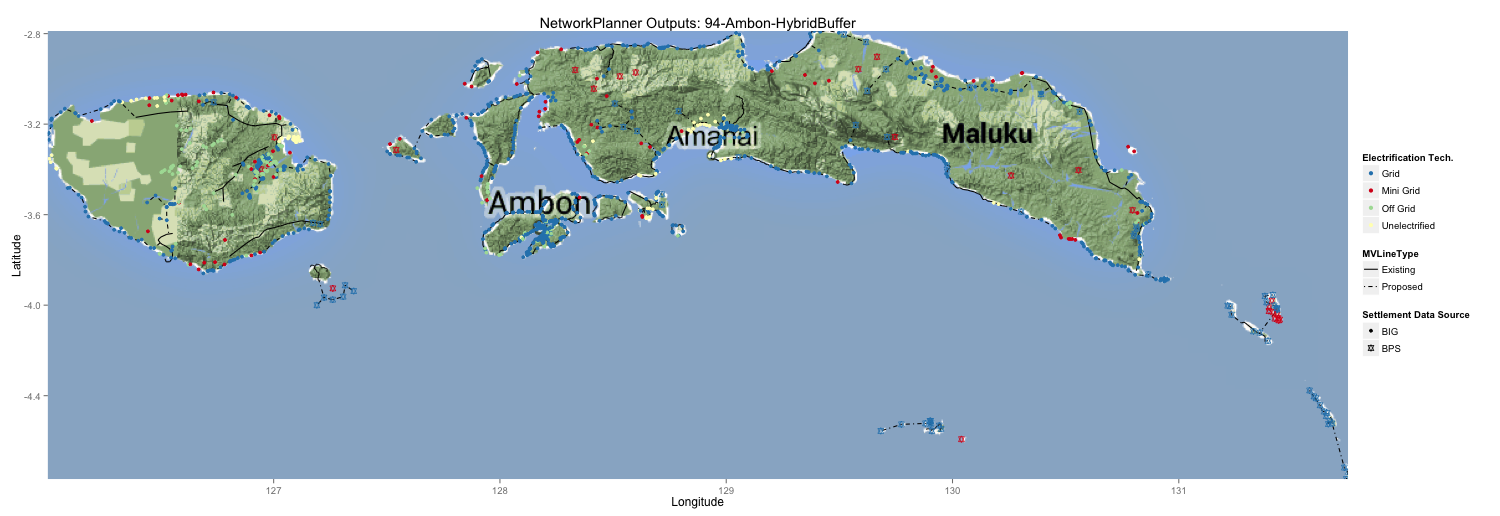 NetworkPlanner Outputs: 94-Ambon-HybridBuffer
-2.8
-3.2
-3.6
-4.0
-4.4
Latitude
Amahai
Maluku
Ambon
127
128
129
130
131
Longitude
Electrification Tech.
Grid
Mini Grid
Off Grid
Unelectrified
MVLineType
Existing
Proposed
Settlement Data Source
BIG
BPS